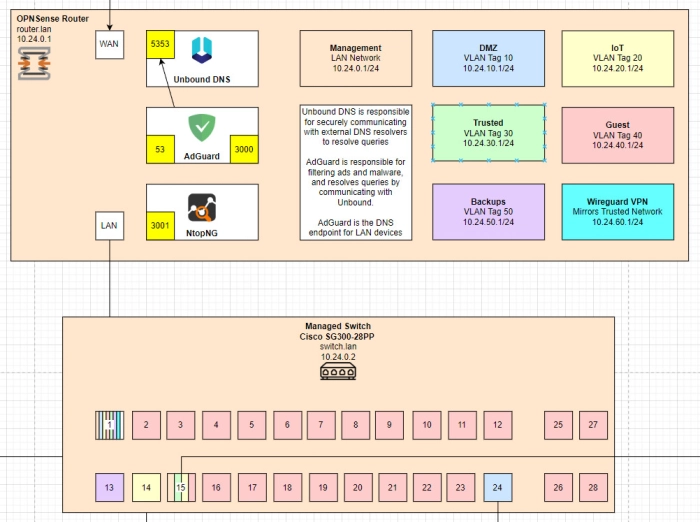 OPNSense Router
router.lan
10.24.0.1
WAN
5353
Unbound DNS
53
3000
AdGuard
3001
NtopNG
LAN
Management
LAN Network
10.24.0.1/24
DMZ
VLAN Tag 10
10.24.10.1/24
IoT
VLAN Tag 20
10.24.20.1/24
Unbound DNS is responsible
for securely communicating
with external DNS resolvers
to resolve queries
AdGuard is responsible for
filtering ads and malware,
and resolves queries by
communicating with
Unbound.
AdGuard is the DNS
endpoint for LAN devices
Trusted
VLAN Tag 30
10.24.30.1/24
Guest
VLAN Tag 40
10.24.40.1/24
Backups
VLAN Tag 50
10.24.50.1/24
Wireguard VPN
Mirrors Trusted Network
10.24.60.1/24
Managed Switch
Cisco SG300-28PP
switch.lan
10.24.0.2
1 2 3 4 5 6 7 8 9 10 11 12 25 27
13 14 15 16 17 18 19 20 21 22 23 24 26 28